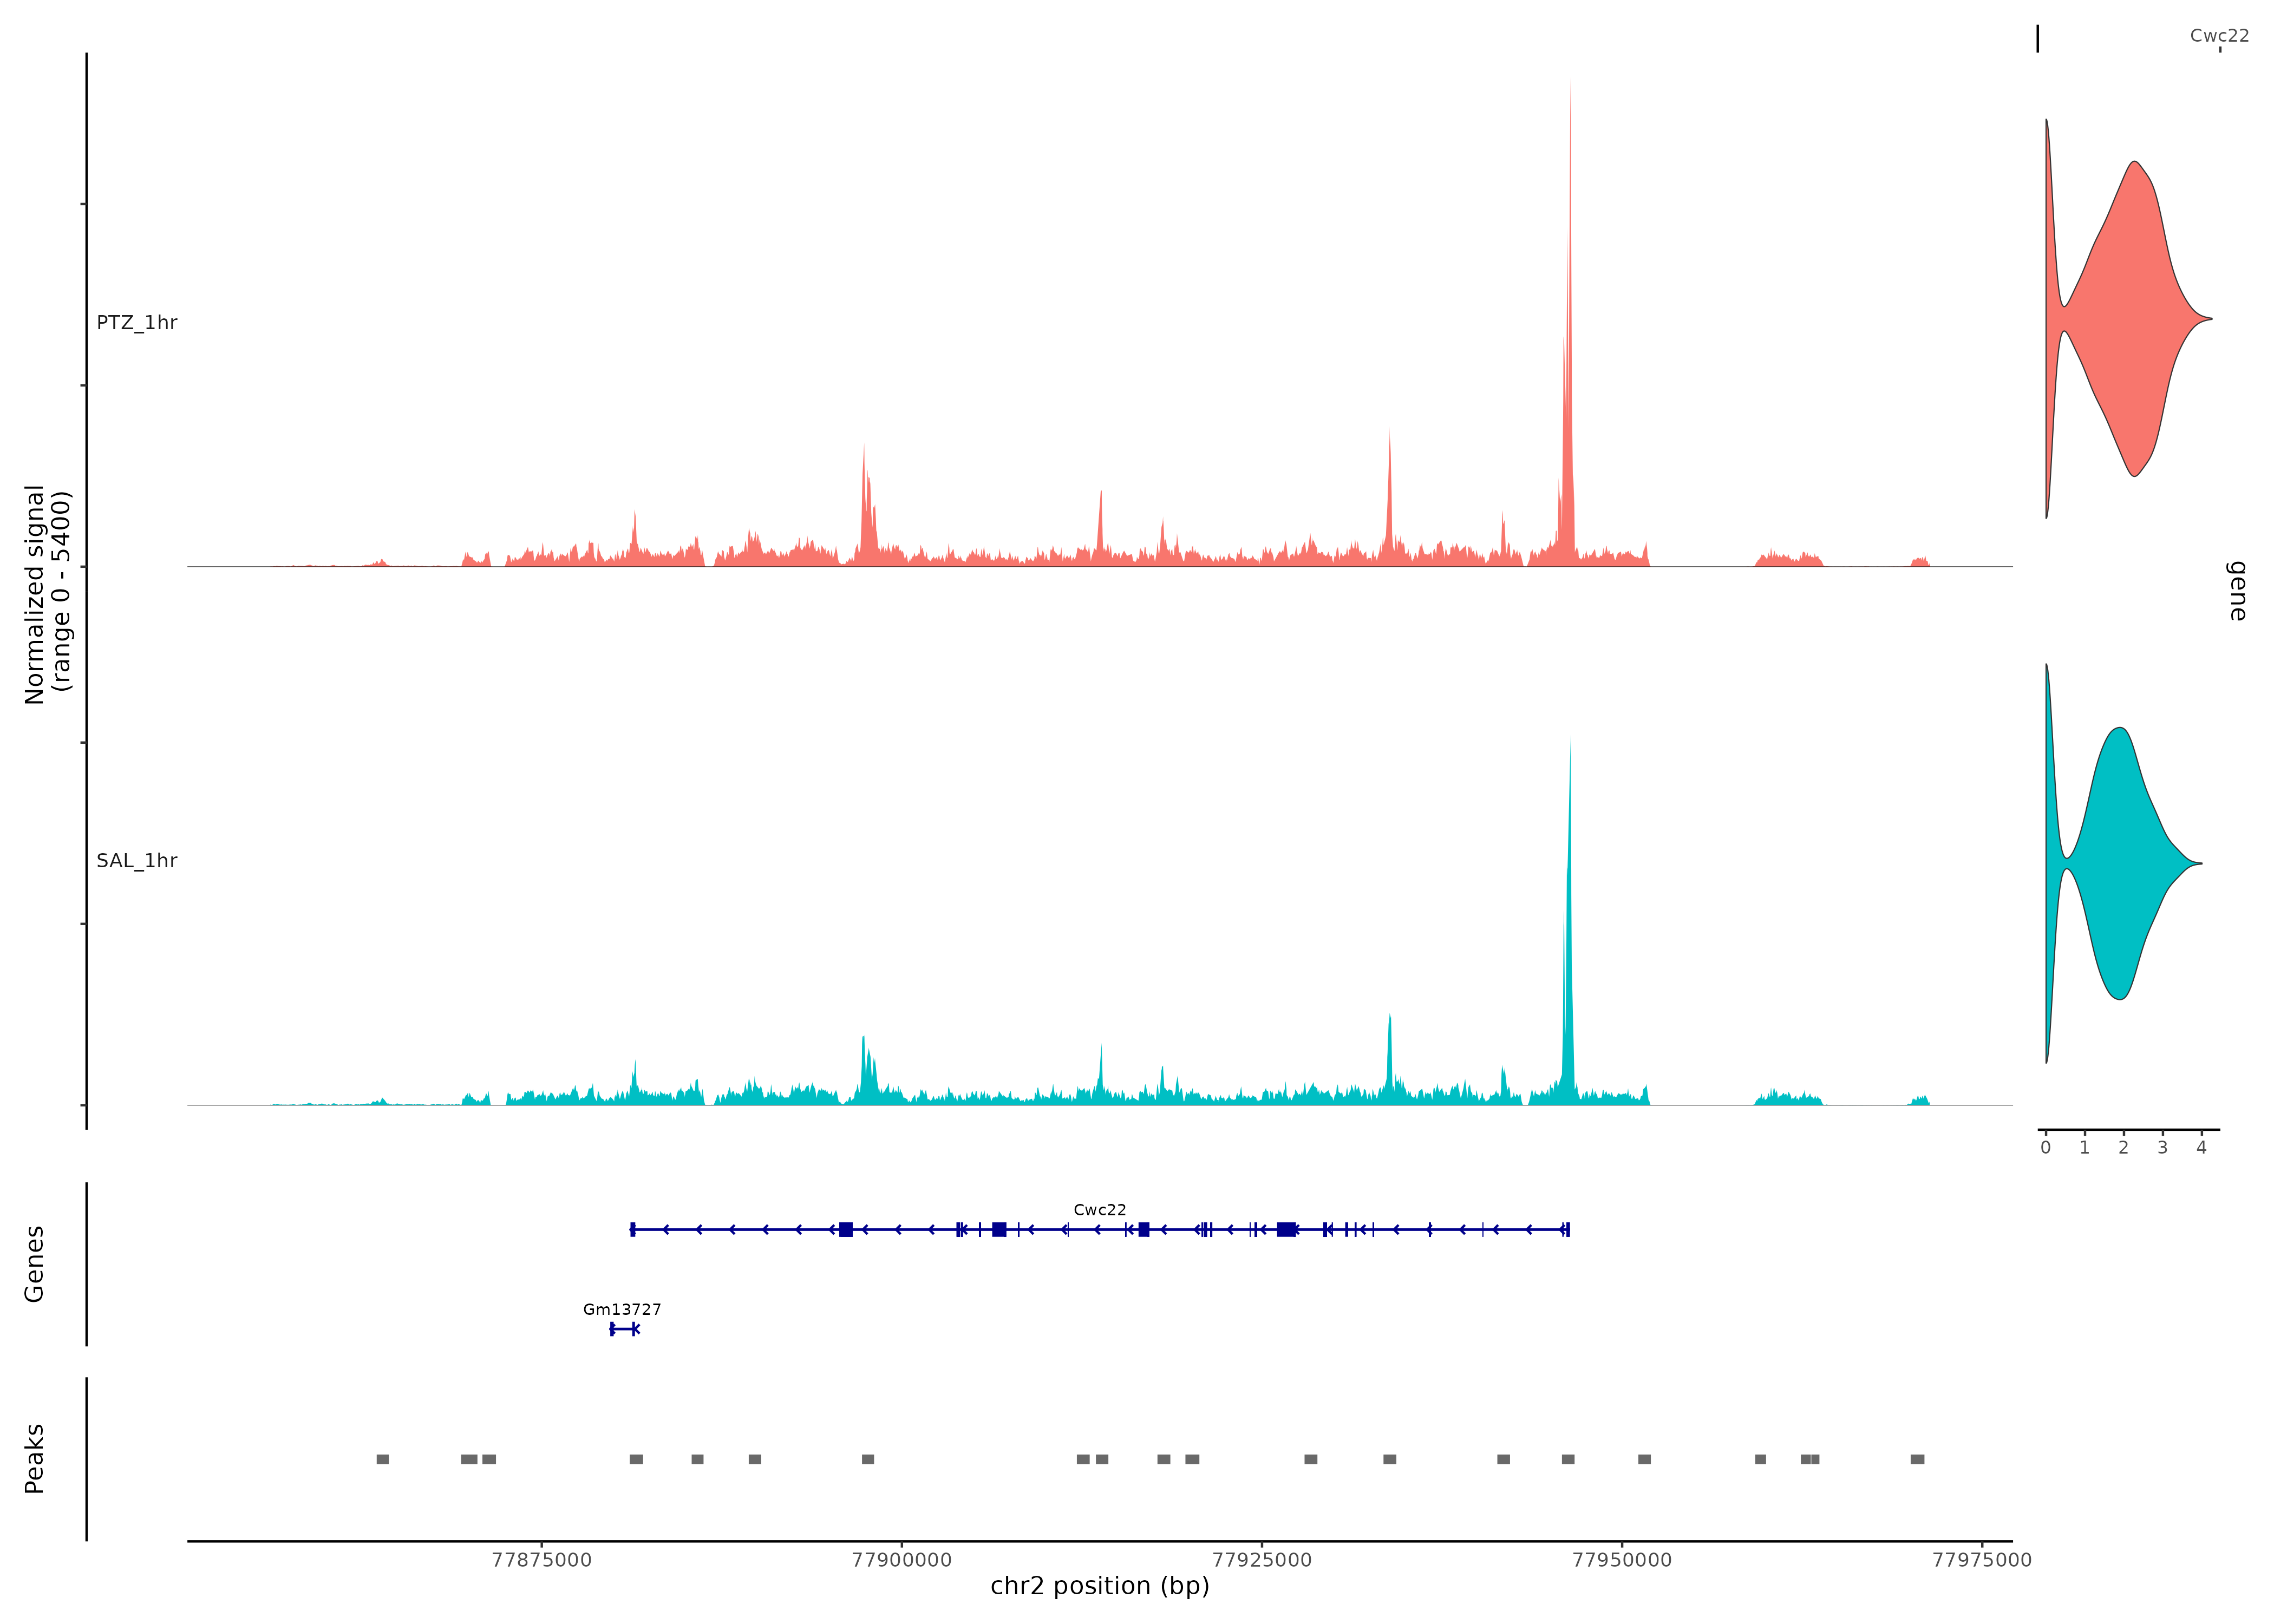 Cwc22
PTZ_1hr
Normalized signal
(range 0 - 5400)
gene
SAL_1hr
0 1 2 3 4
Genes
Cwc22
Gm13727
Peaks
77875000 77900000 77925000 77950000 77975000
chr2 position (bp)